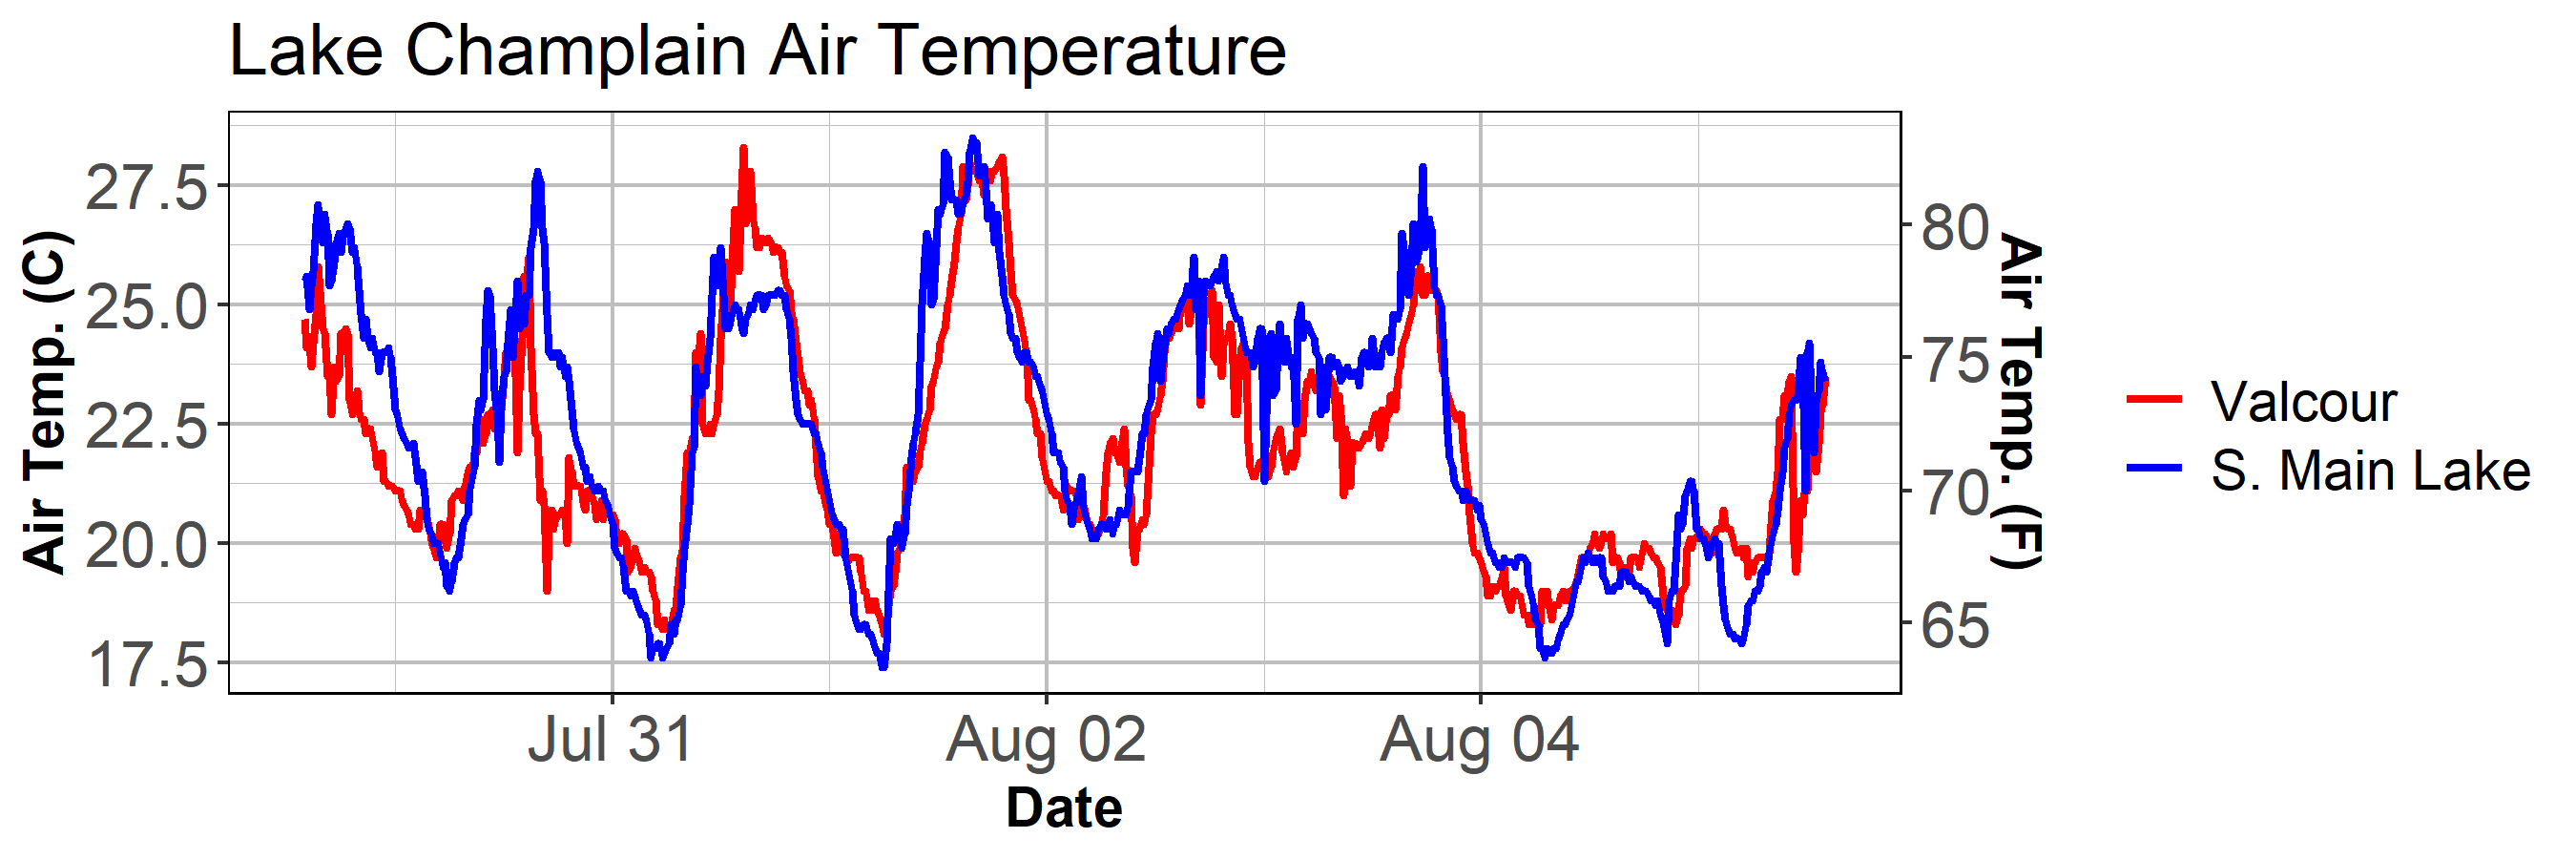 Lake Champlain Air Temperature
Air Temp. (C)
27.5
25.0
22.5
20.0
17.5
80
75
70
65
Air Temp. (F)
Jul 31
Aug 02
Aug 04
Date
Valcour
S. Main Lake